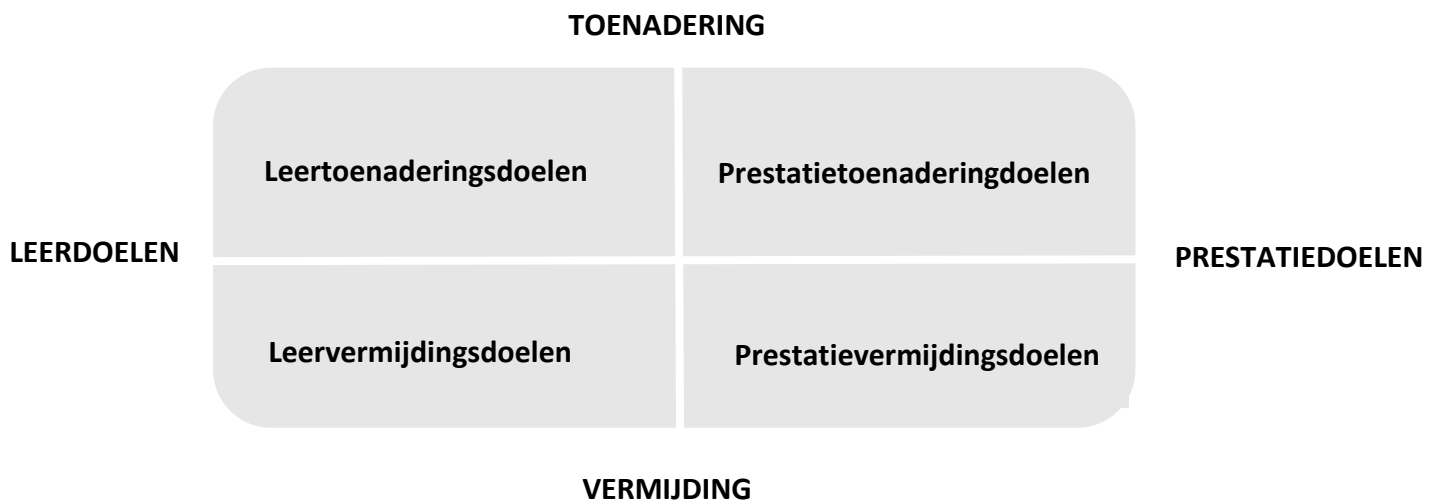 TOENADERING
Leertoenaderingsdoelen
Prestatietoenaderingdoelen
LEERDOELEN
PRESTATIEDOELEN
Leervermijdingsdoelen
Prestatievermijdingsdoelen
VERMIJDING